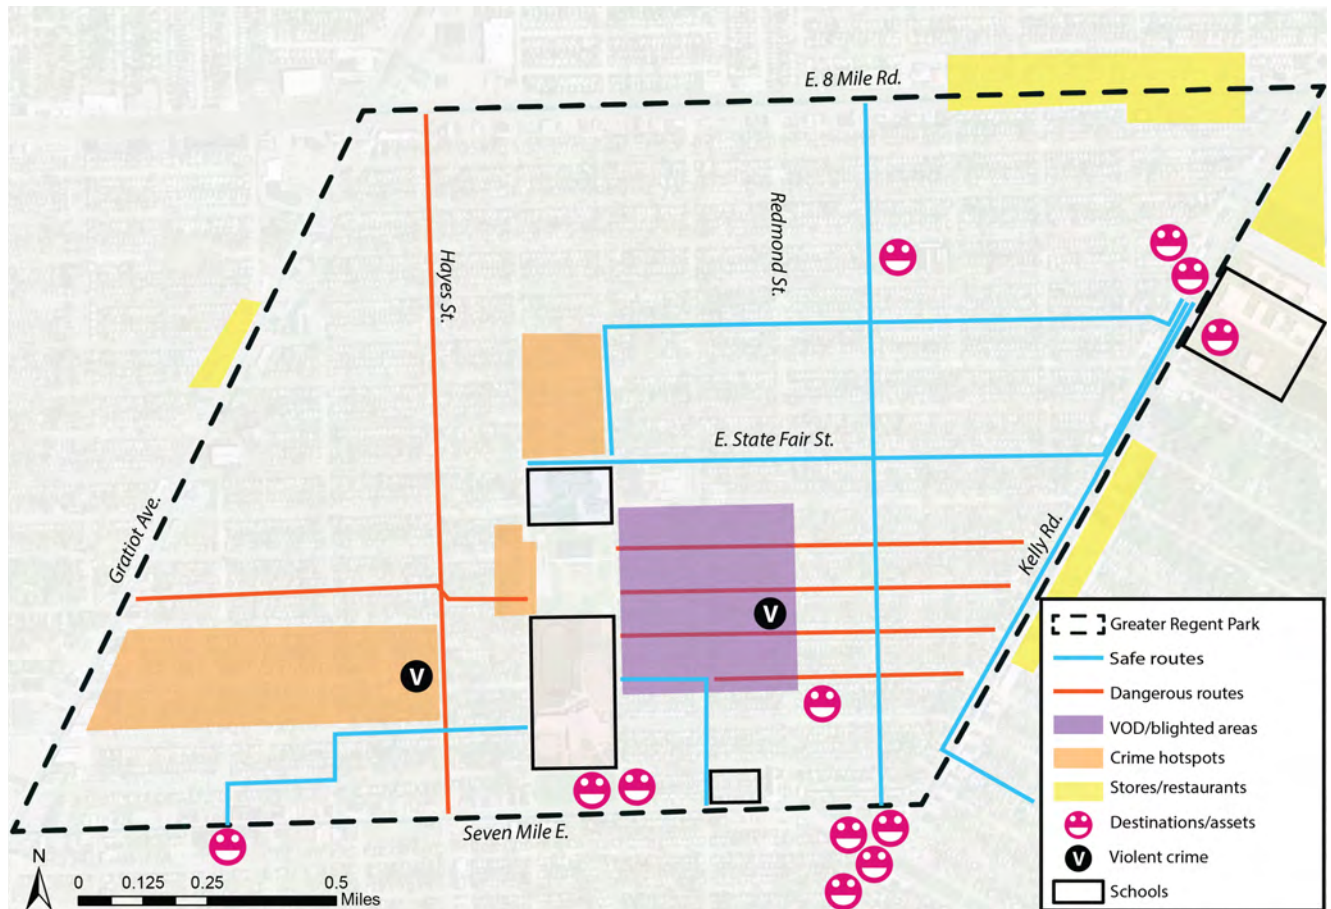 E. 8 Mile Rd.
Redmond St.
Hayes St.
E. State Fair St.
Gratiot Ave.
Kelly Rd.
V
V
Seven Mile E.
N
0 0.125 0.25 0.5
Miles
Greater Regent Park
Safe routes
Dangerous routes
VOD/blighted areas
Crime hotspots
Stores/restaurants
Destinations/assets
V Violent crime
Schools